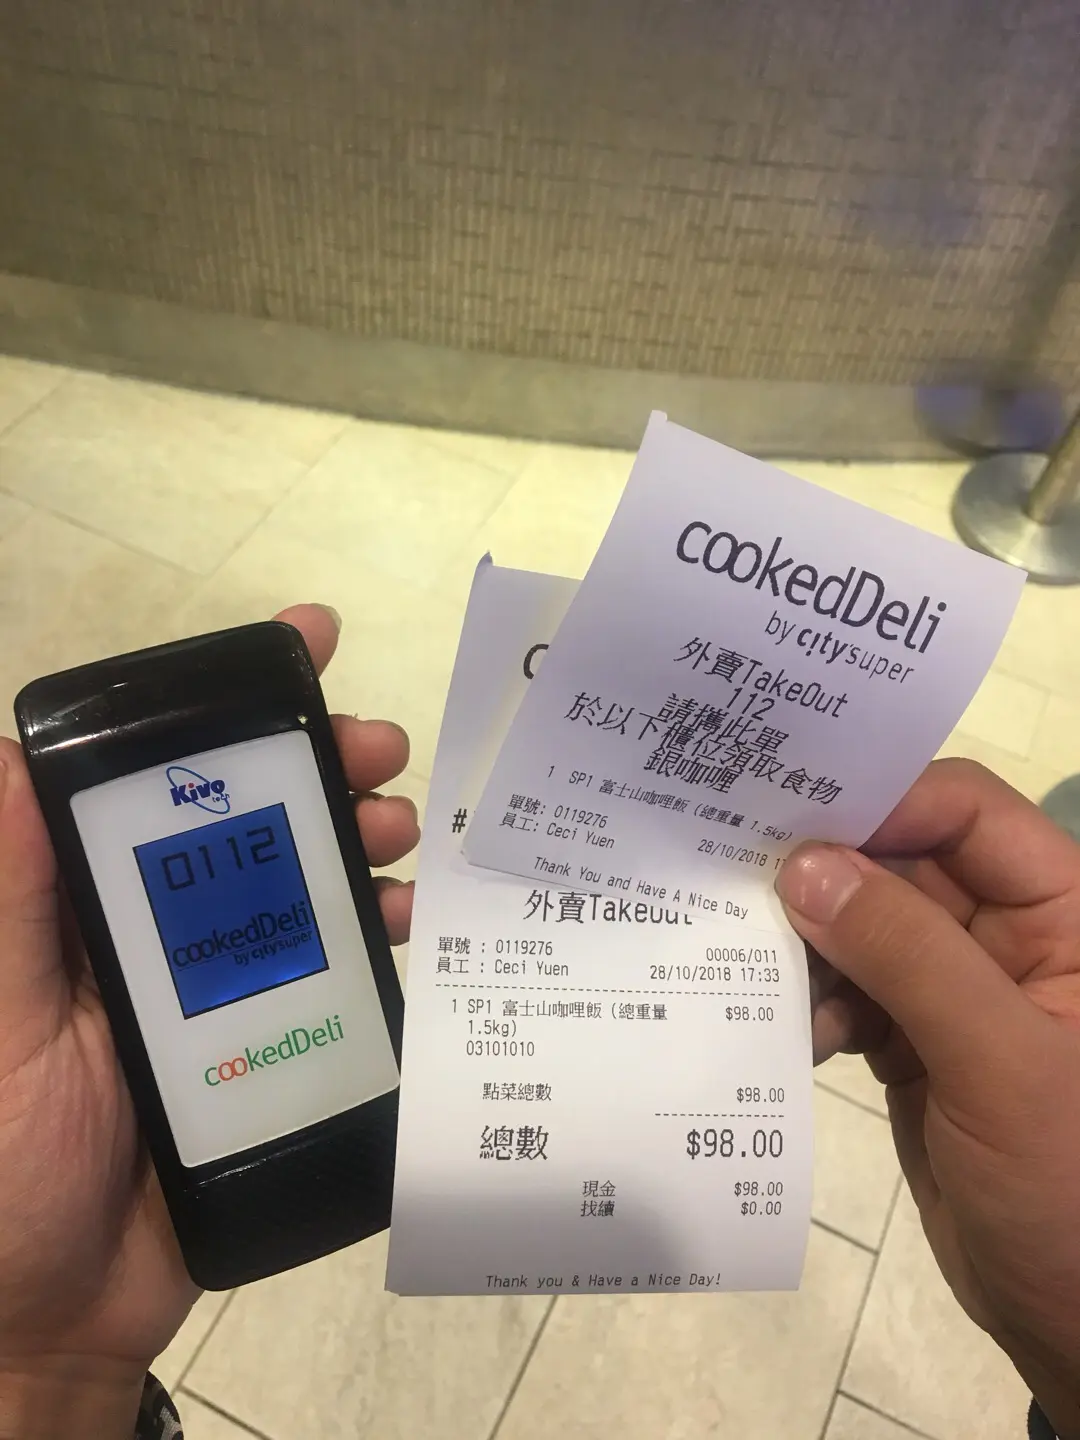 Kivo
tech
0112
cookedDeli
by city'super
cookedDeli
cookedDeli
by city'super
外賣TakeOut
112
請攜此單
於以下櫃位領取食物
銀咖喱
1 SP1 富士山咖哩飯 (總重量 1.5kg)
單號: 0119276
員工: Ceci Yuen
28/10/2018
Thank You and Have A Nice Day
#
外賣TakeOut
單號 : 0119276 00006/011
員工 : Ceci Yuen 28/10/2018 17:33
1 SP1 富士山咖哩飯 (總重量 $98.00
1.5kg)
03101010
點菜總數 $98.00
總數 $98.00
現金 $98.00
找續 $0.00
Thank you & Have a Nice Day!